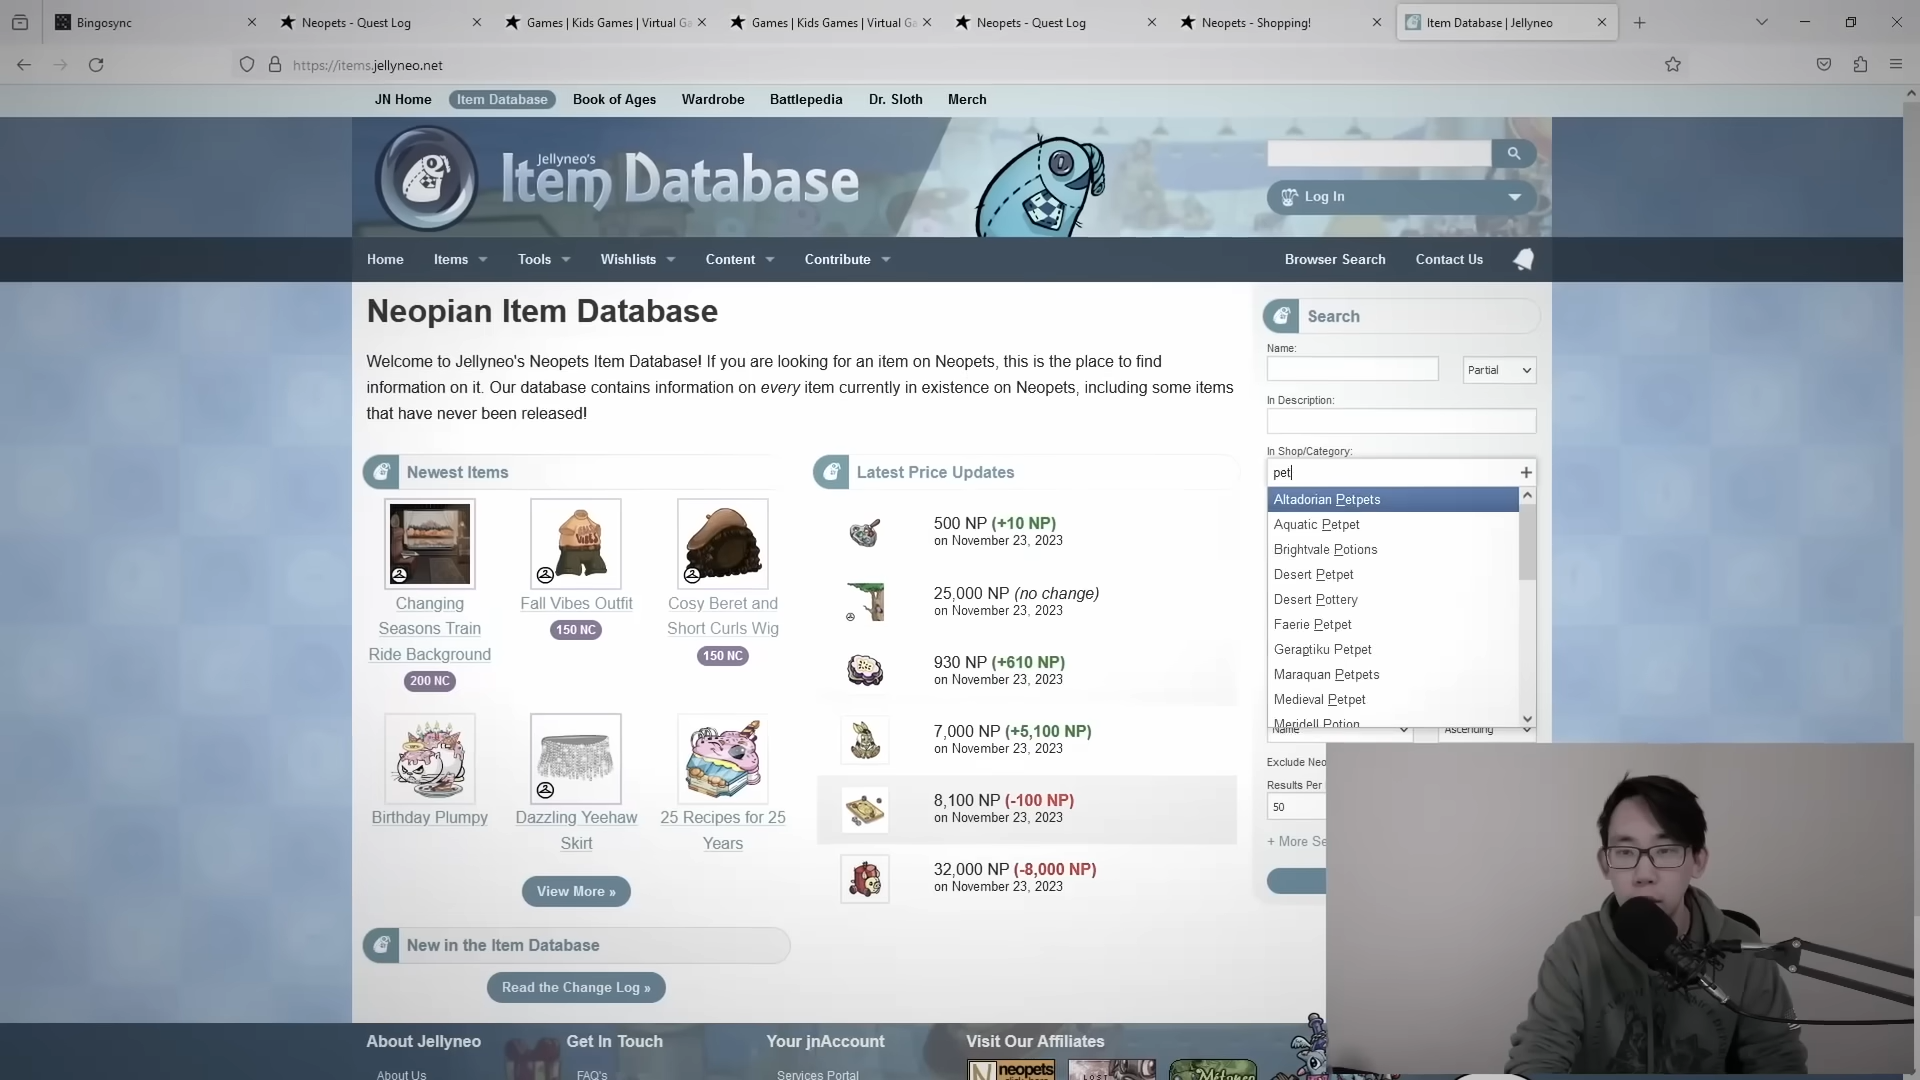 Bingosync
Neopets - Quest Log
Games | Kids Games | Virtual Ga
Games | Kids Games | Virtual Ga
Neopets - Quest Log
Neopets - Shopping!
Item Database | Jellyneo
https://items.jellyneo.net
JN Home
Item Database
Book of Ages
Wardrobe
Battlepedia
Dr. Sloth
Merch
Jellyneo's
Item Database
Log In
Home
Items
Tools
Wishlists
Content
Contribute
Browser Search
Contact Us
Neopian Item Database
Welcome to Jellyneo's Neopets Item Database! If you are looking for an item on Neopets, this is the place to find
information on it. Our database contains information on every item currently in existence on Neopets, including some items
that have never been released!
Newest Items
Changing
Seasons Train
Ride Background
200 NC
Fall Vibes Outfit
150 NC
Cosy Beret and
Short Curls Wig
150 NC
Birthday Plumpy
Dazzling Yeehaw
Skirt
25 Recipes for 25
Years
View More »
New in the Item Database
Read the Change Log »
Latest Price Updates
500 NP (+10 NP)
on November 23, 2023
25,000 NP (no change)
on November 23, 2023
930 NP (+610 NP)
on November 23, 2023
7,000 NP (+5,100 NP)
on November 23, 2023
8,100 NP (-100 NP)
on November 23, 2023
32,000 NP (-8,000 NP)
on November 23, 2023
Search
Name:
Partial
In Description:
In Shop/Category:
pet
Altadorian Petpets
Aquatic Petpet
Brightvale Potions
Desert Petpet
Desert Pottery
Faerie Petpet
Geraptiku Petpet
Maraquan Petpets
Medieval Petpet
Meridell Potion
Name
Ascending
Exclude Neo
Results Per
50
+ More Se
About Jellyneo
About Us
Get In Touch
FAQ's
Your jnAccount
Services Portal
Visit Our Affiliates
neopets